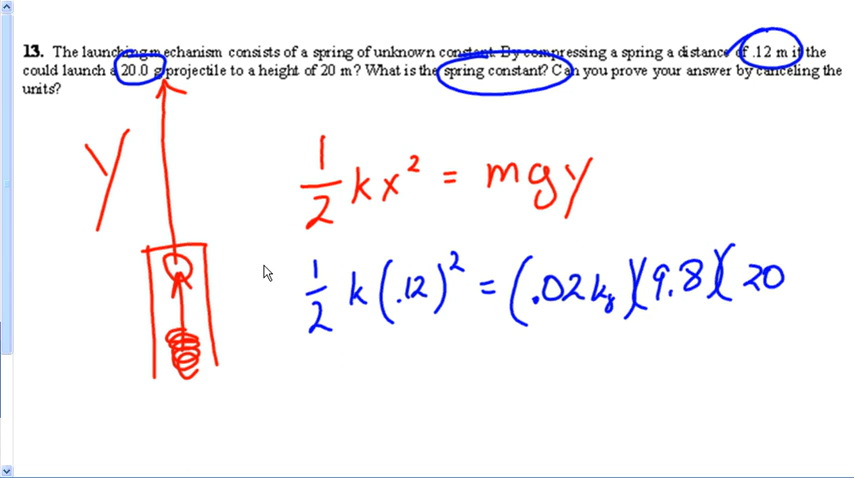 13. The launching mechanism consists of a spring of unknown constant. By compressing a spring a distance of .12 m it the
could launch a 20.0 g projectile to a height of 20 m? What is the spring constant? Can you prove your answer by canceling the
units?
y
1/2 kx² = mgy
1/2 k(.12)² = (.02kg)(9.8)(20